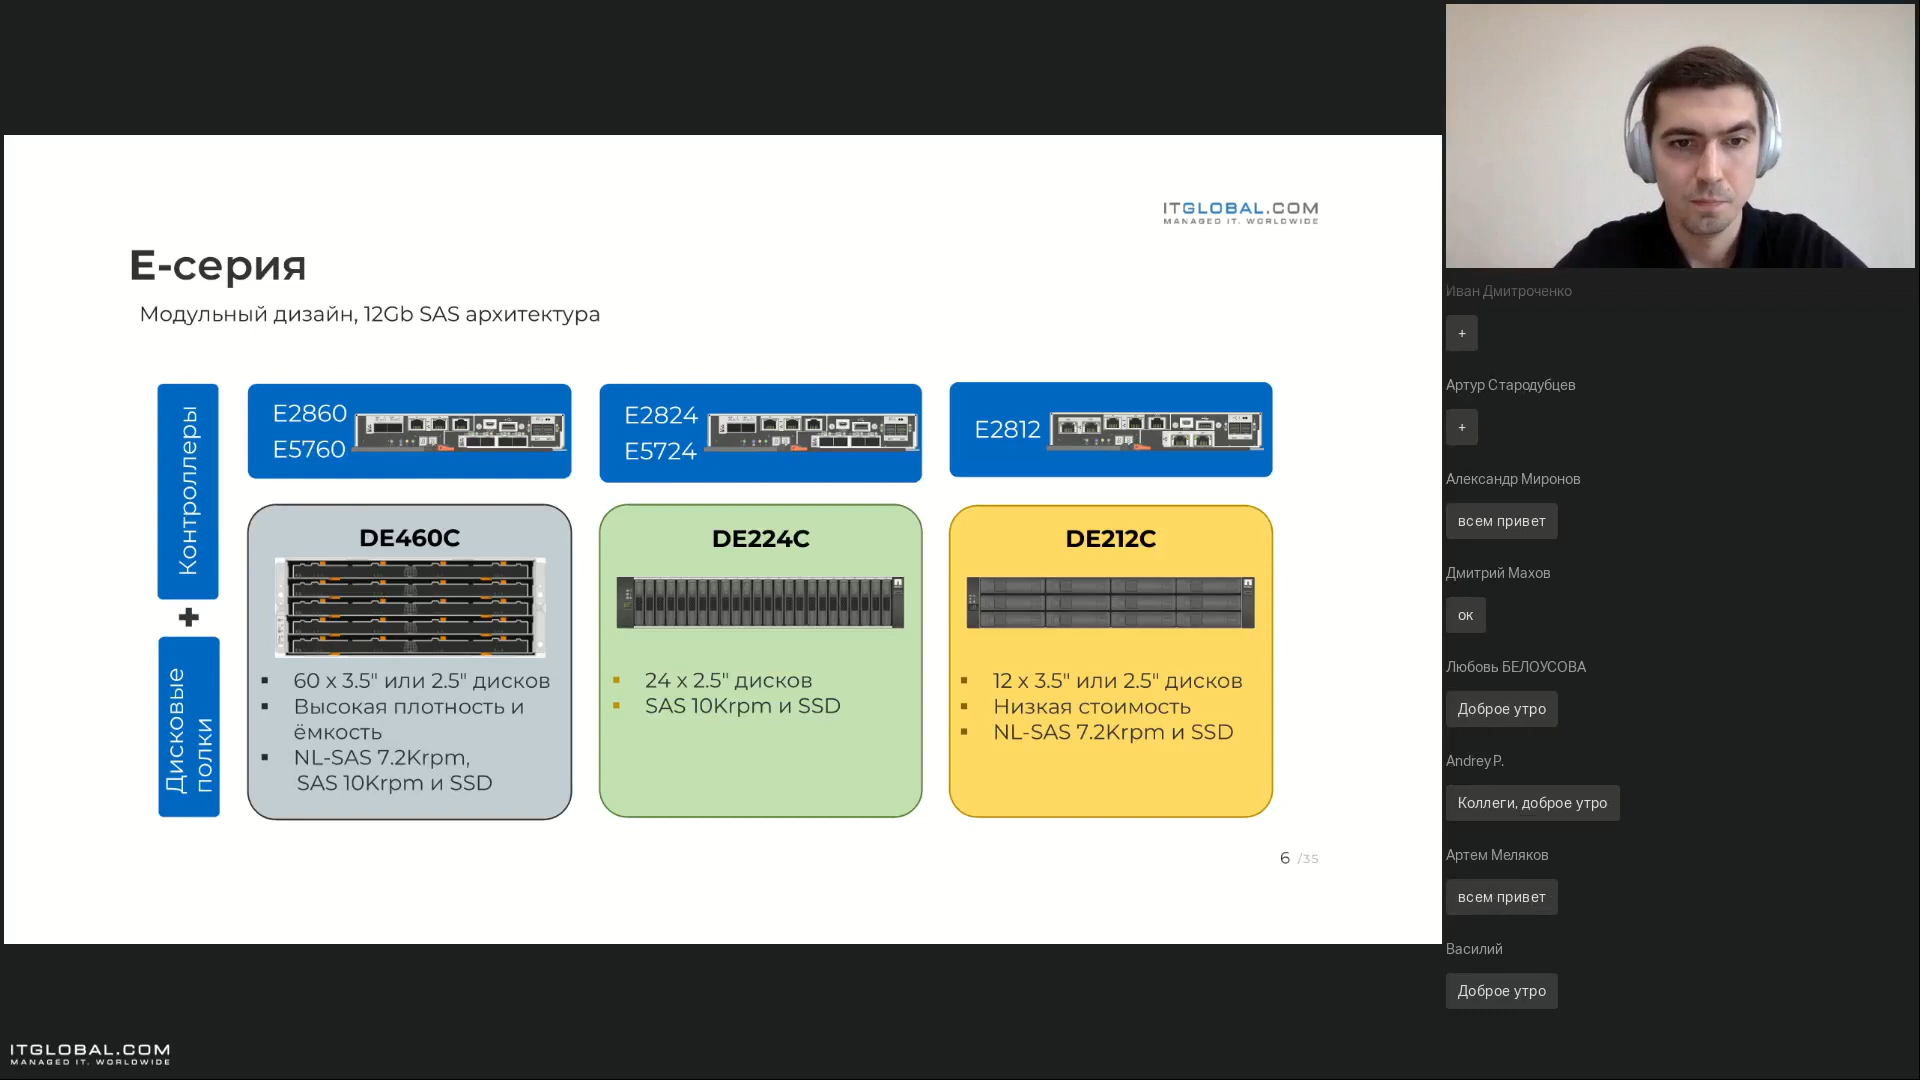 ITGLOBAL.COM
MANAGED IT. WORLDWIDE
Е-серия
Модульный дизайн, 12Gb SAS архитектура
Контроллеры
+
Дисковые
полки
E2860
E5760
E2824
E5724
E2812
DE460C
60 x 3.5" или 2.5" дисков
Высокая плотность и
ёмкость
NL-SAS 7.2Krpm,
SAS 10Krpm и SSD
DE224C
24 x 2.5" дисков
SAS 10Krpm и SSD
DE212C
12 x 3.5" или 2.5" дисков
Низкая стоимость
NL-SAS 7.2Krpm и SSD
6 /35
Иван Дмитроченко
+
Артур Стародубцев
+
Александр Миронов
всем привет
Дмитрий Махов
ок
Любовь БЕЛОУСОВА
Доброе утро
Andrey P.
Коллеги, доброе утро
Артем Меляков
всем привет
Василий
Доброе утро
ITGLOBAL.COM
MANAGED IT. WORLDWIDE